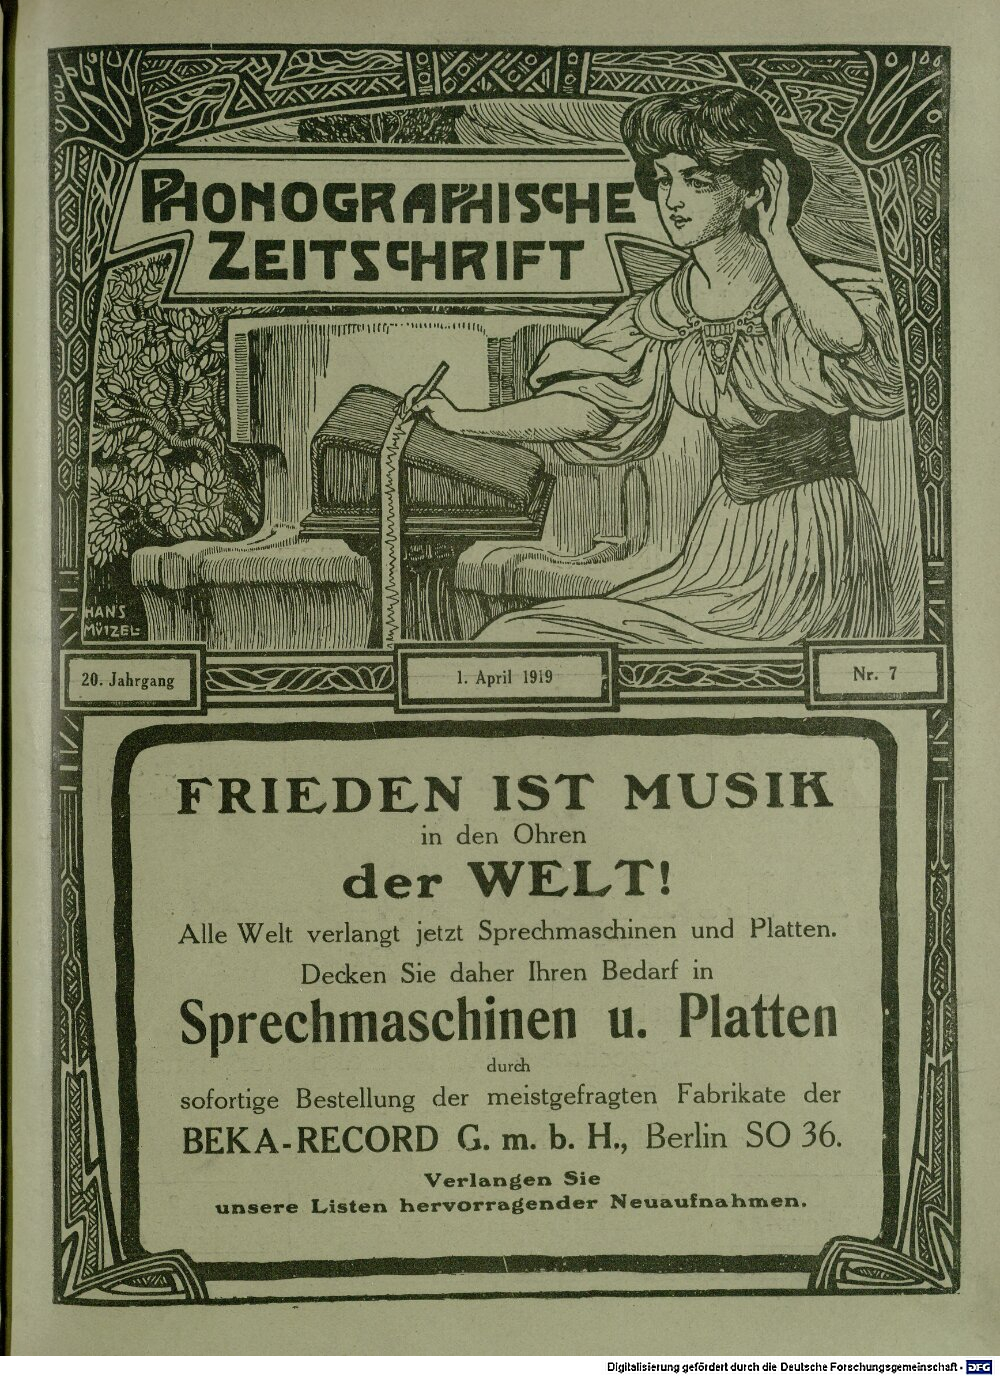 PHONOGRAPHISCHE
ZEITSCHRIFT
HANS
MÜTZEL
20. Jahrgang
1. April 1919
Nr. 7
FRIEDEN IST MUSIK
in den Ohren
der WELT!
Alle Welt verlangt jetzt Sprechmaschinen und Platten.
Decken Sie daher Ihren Bedarf in
Sprechmaschinen u. Platten
durch
sofortige Bestellung der meistgefragten Fabrikate der
BEKA-RECORD G. m. b. H., Berlin SO 36.
Verlangen Sie
unsere Listen hervorragender Neuaufnahmen.
Digitalisierung gefördert durch die Deutsche Forschungsgemeinschaft - DFG